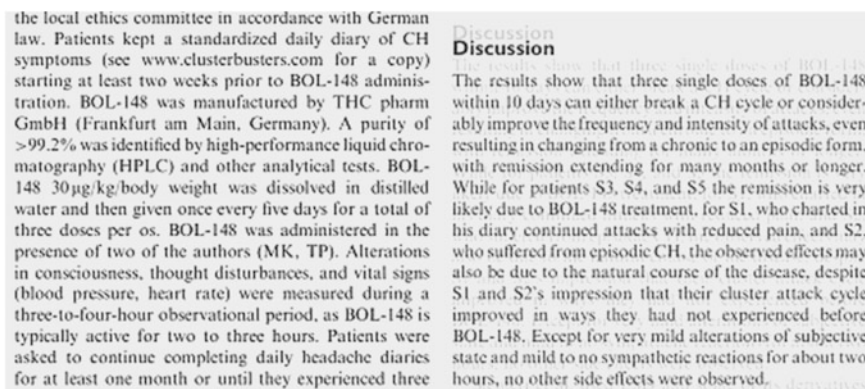 the local ethics committee in accordance with German
law. Patients kept a standardized daily diary of CH
symptoms (see www.clusterbusters.com for a copy)
starting at least two weeks prior to BOL-148 adminis-
tration. BOL-148 was manufactured by THC pharm
GmbH (Frankfurt am Main, Germany). A purity of
>99.2% was identified by high-performance liquid chro-
matography (HPLC) and other analytical tests. BOL-
148 30µg/kg/body weight was dissolved in distilled
water and then given once every five days for a total of
three doses per os. BOL-148 was administered in the
presence of two of the authors (MK, TP). Alterations
in consciousness, thought disturbances, and vital signs
(blood pressure, heart rate) were measured during a
three-to-four-hour observational period, as BOL-148 is
typically active for two to three hours. Patients were
asked to continue completing daily headache diaries
for at least one month or until they experienced three
Discussion
The results show that three single doses of BOL-148
within 10 days can either break a CH cycle or consider-
ably improve the frequency and intensity of attacks, even
resulting in changing from a chronic to an episodic form,
with remission extending for many months or longer.
While for patients S3, S4, and S5 the remission is very
likely due to BOL-148 treatment, for S1, who charted in
his diary continued attacks with reduced pain, and S2,
who suffered from episodic CH, the observed effects may
also be due to the natural course of the disease, despite
S1 and S2's impression that their cluster attack cycle
improved in ways they had not experienced before
BOL-148. Except for very mild alterations of subjective
state and mild to no sympathetic reactions for about two
hours, no other side effects were observed.